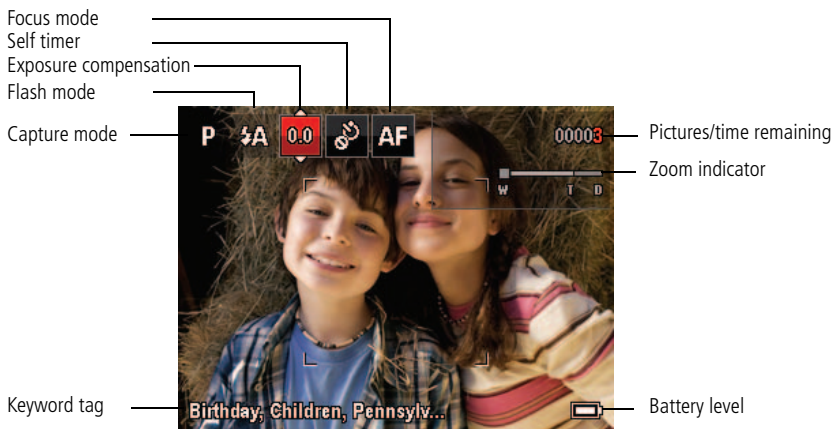 Focus mode
Self timer
Exposure compensation
Flash mode
Capture mode
P ϟA 0.0 AF
00003
Pictures/time remaining
Zoom indicator
W T D
Keyword tag
Birthday, Children, Pennsylv...
Battery level